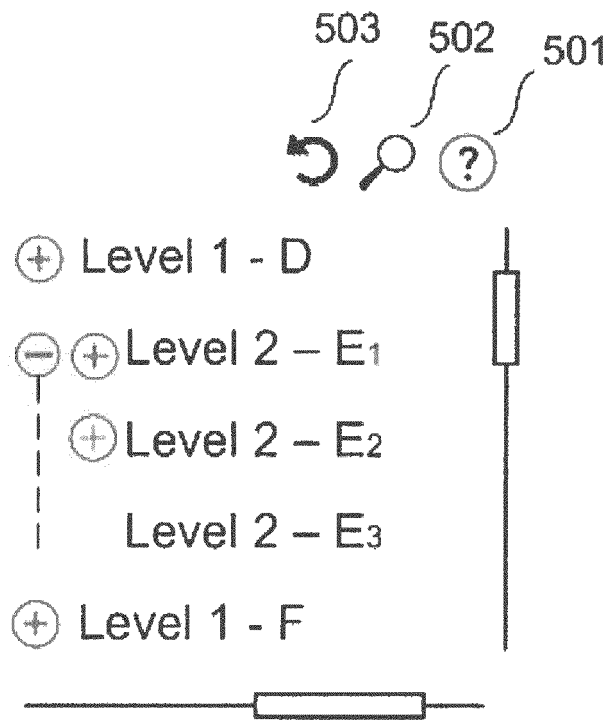 503 502 501
?
Level 1 - D
Level 2 – E1
Level 2 – E2
Level 2 – E3
Level 1 - F